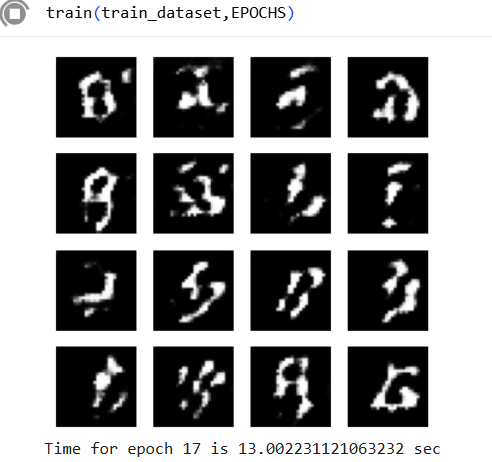 train(train_dataset,EPOCHS)
Time for epoch 17 is 13.002231121063232 sec